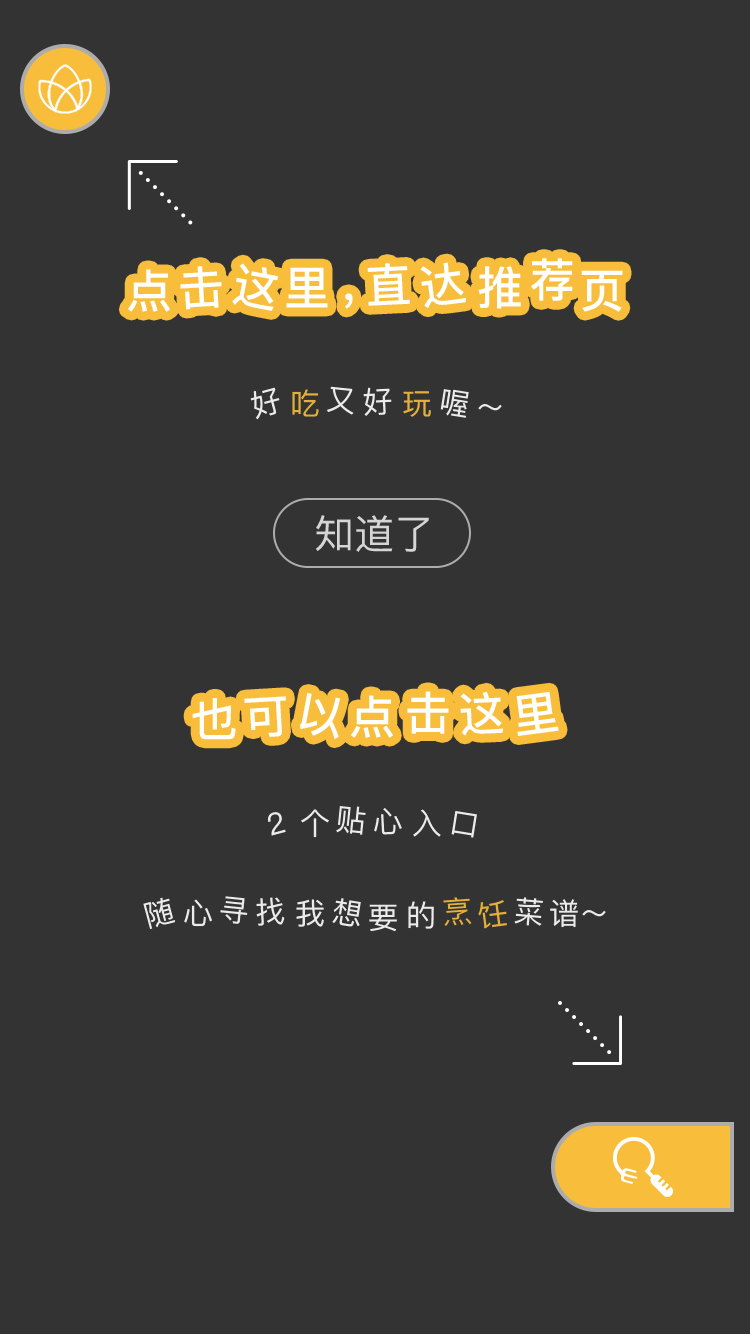 点击这里,直达推荐页
好吃又好玩喔~
知道了
也可以点击这里
2个贴心入口
随心寻找我想要的烹饪菜谱~